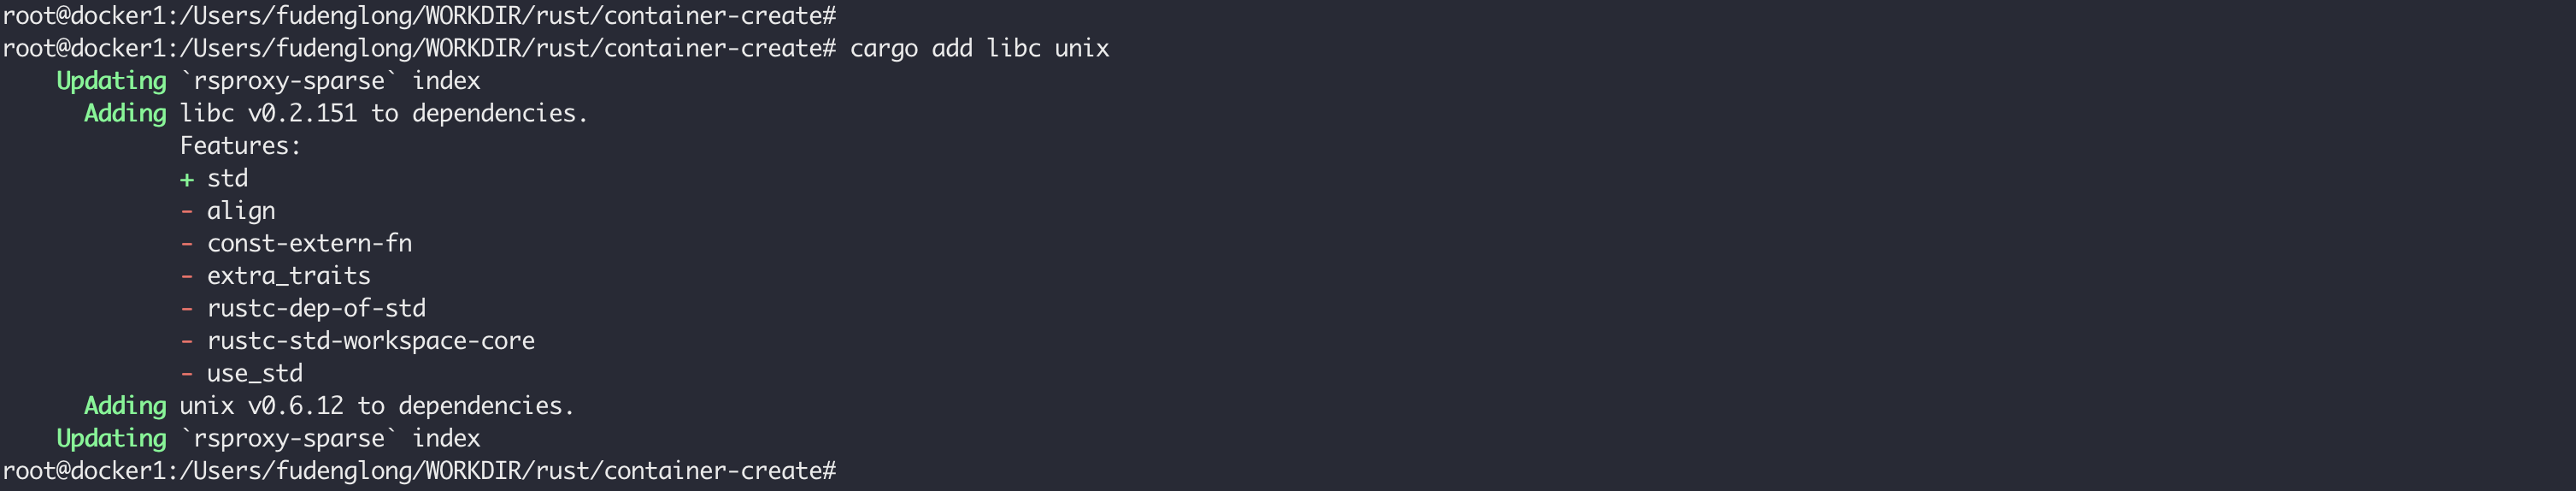 root@docker1:/Users/fudenglong/WORKDIR/rust/container-create#
root@docker1:/Users/fudenglong/WORKDIR/rust/container-create# cargo add libc unix
    Updating `rsproxy-sparse` index
      Adding libc v0.2.151 to dependencies.
             Features:
             + std
             - align
             - const-extern-fn
             - extra_traits
             - rustc-dep-of-std
             - rustc-std-workspace-core
             - use_std
      Adding unix v0.6.12 to dependencies.
    Updating `rsproxy-sparse` index
root@docker1:/Users/fudenglong/WORKDIR/rust/container-create#